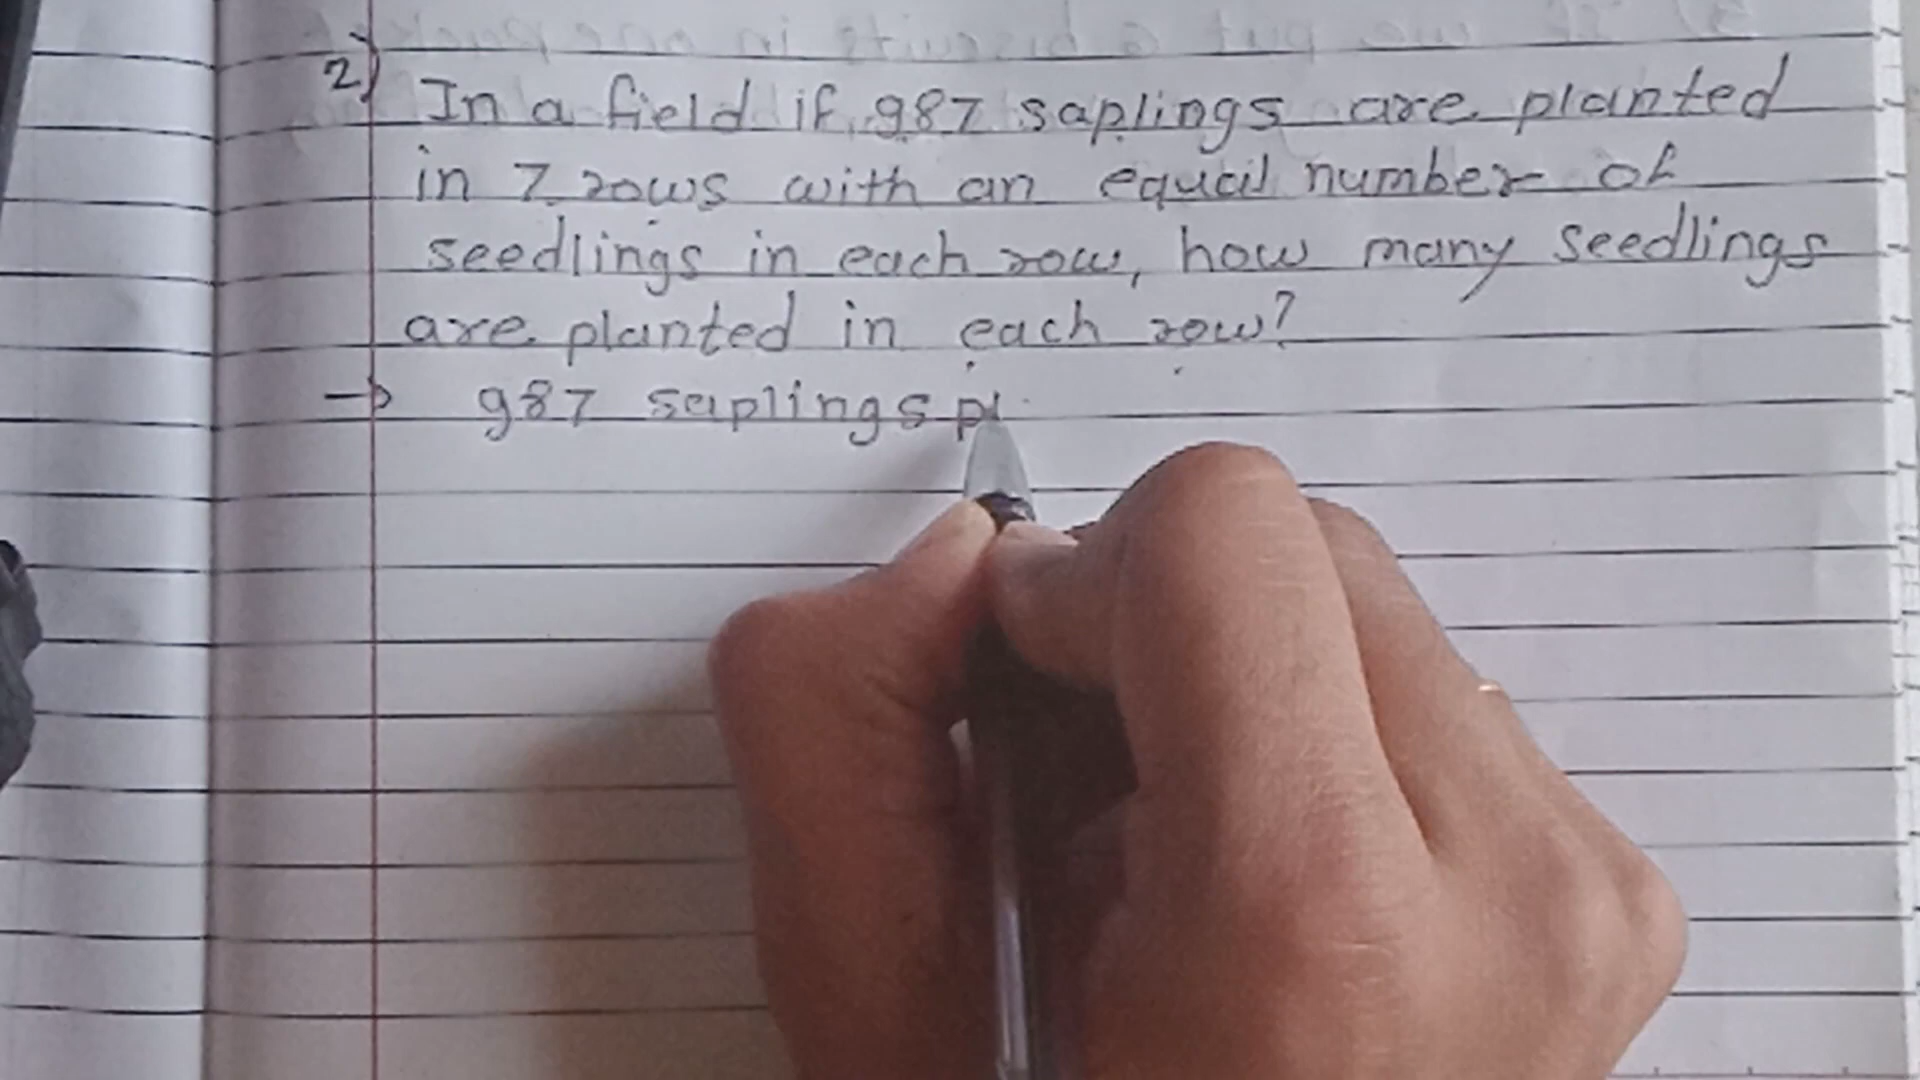 2) In a field if 987 saplings are planted
in 7 rows with an equal number of
seedlings in each row, how many seedlings
are planted in each row?
→ 987 saplings pl